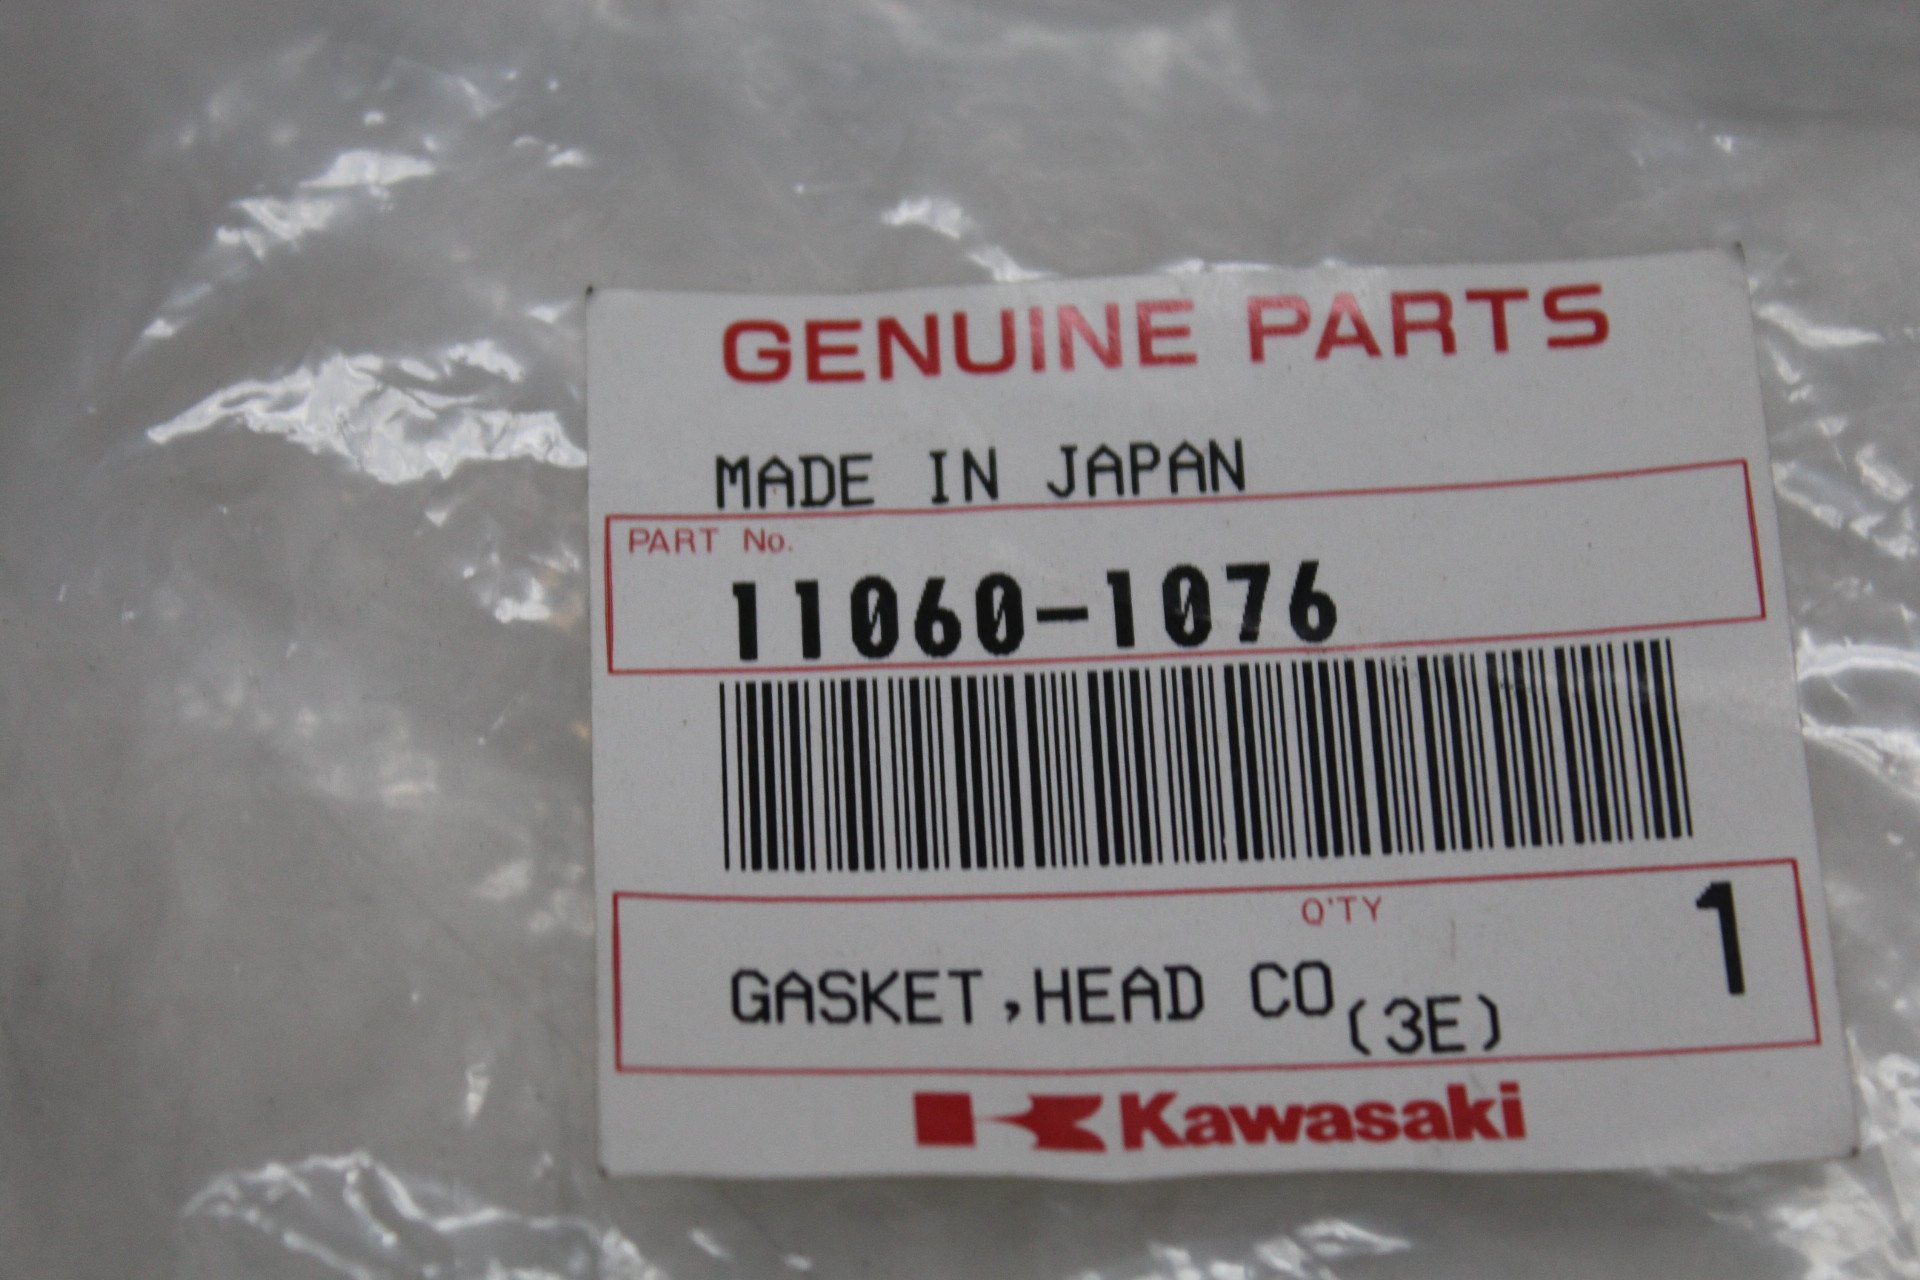 GENUINE PARTS
MADE IN JAPAN
PART No.
11060-1076
Q'TY 1
GASKET,HEAD CO(3E)
Kawasaki